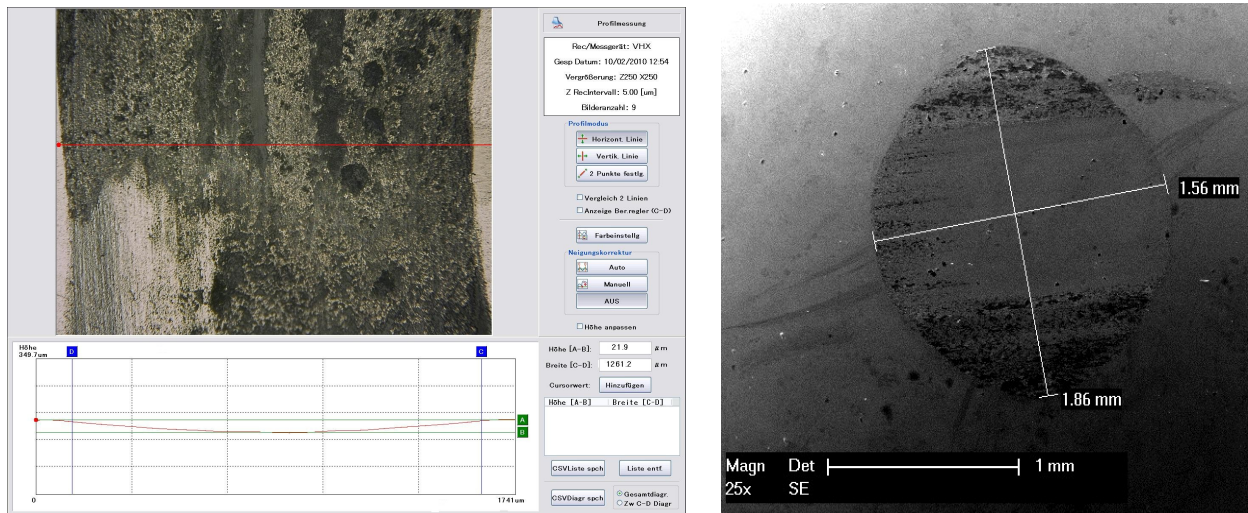 Profilmessung
Rec/Messgerät: VHX
Gesp Datum: 10/02/2010 12:54
Vergrößerung: Z250 X250
Z RecIntervall: 5.00 [um]
Bilderanzahl: 9
Profilmodus
Horizont. Linie
Vertik. Linie
2 Punkte festlg.
Vergleich 2 Linien
Anzeige Ber.regler (C-D)
Farbeinstellg
Neigungskorrektur
Auto
Manuell
AUS
Höhe anpassen
Höhe
349.7um
D
C
A
B
0
1741um
Höhe [A-B]: 21.9 μm
Breite [C-D]: 1261.2 μm
Cursorwert: Hinzufügen
Höhe [A-B] Breite [C-D]
CSVListe spch Liste entf.
CSVDiagr spch Gesamtdiagr.
Zw C-D Diagr
1.56 mm
1.86 mm
Magn Det 1 mm
25x SE